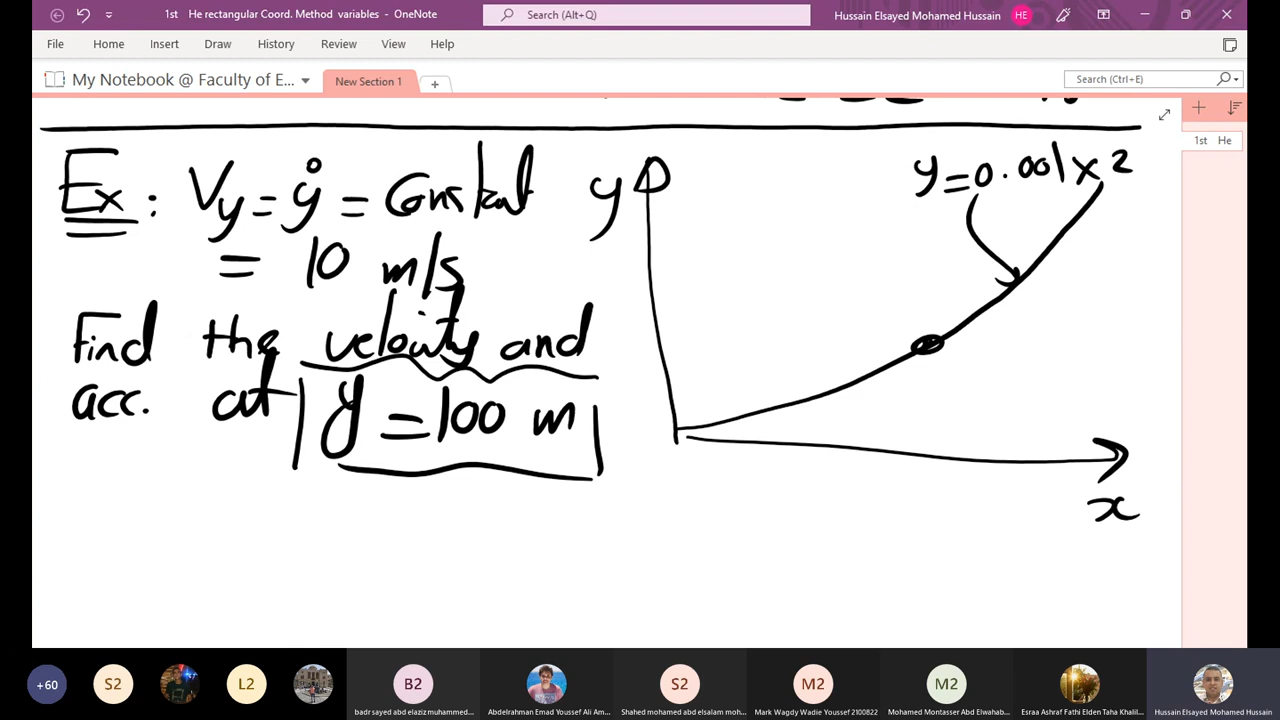 1st He rectangular Coord. Method variables - OneNote
Search (Alt+Q)
Hussain Elsayed Mohamed Hussain
HE
File Home Insert Draw History Review View Help
My Notebook @ Faculty of E...
New Section 1
+
Search (Ctrl+E)
1st He
Ex : Vy = ẏ = Constant
= 10 m/s
Find the velocity and
acc. at y = 100 m
y
y = 0.001x2
x
+60
S2
L2
B2
S2
M2
M2
badr sayed abd elaziz muhammed...
Abdelrahman Emad Youssef Ali Am...
Shahed mohamed abd elsalam moh...
Mark Wagdy Wadie Youssef 2100822
Mohamed Montasser Abd Elwahab...
Esraa Ashraf Fathi Elden Taha Khalil...
Hussain Elsayed Mohamed Hussain